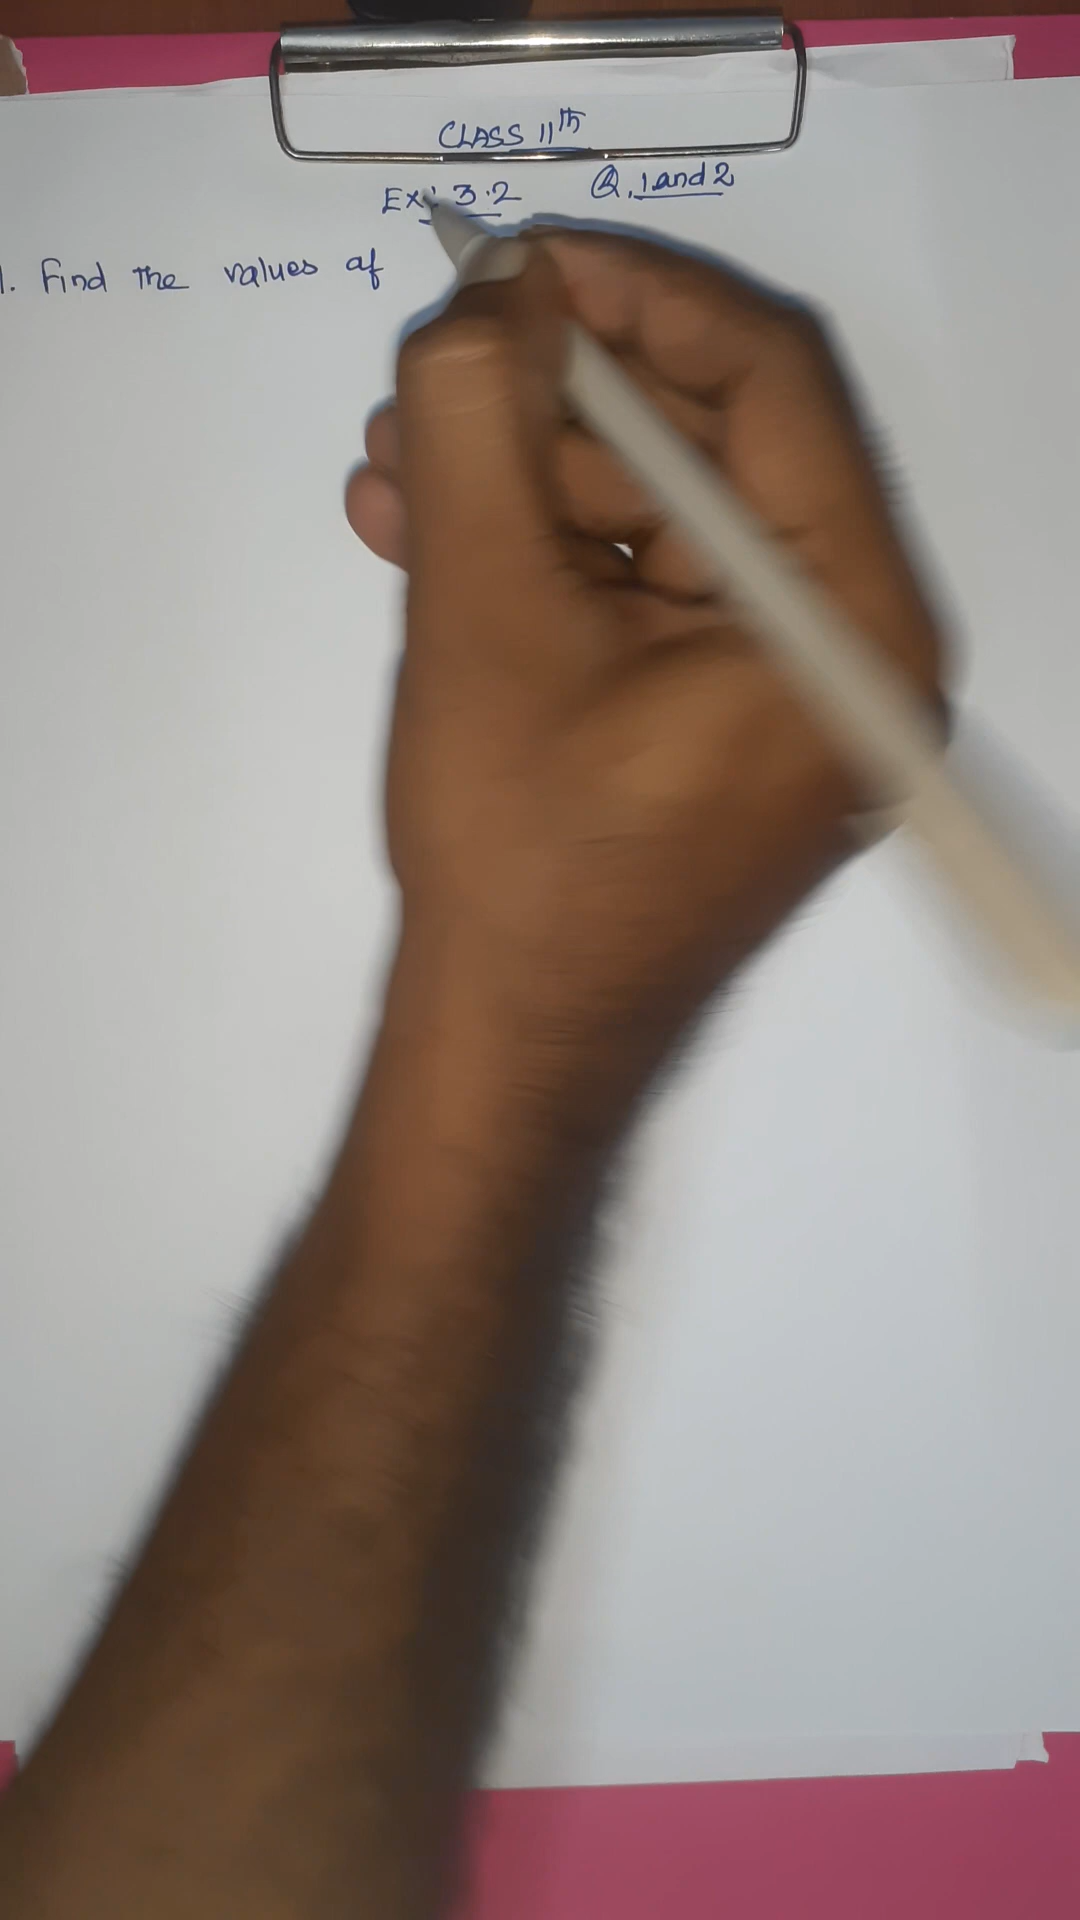 CLASS 11th
Ex: 3.2 Q. 1 and 2
1. Find the values of